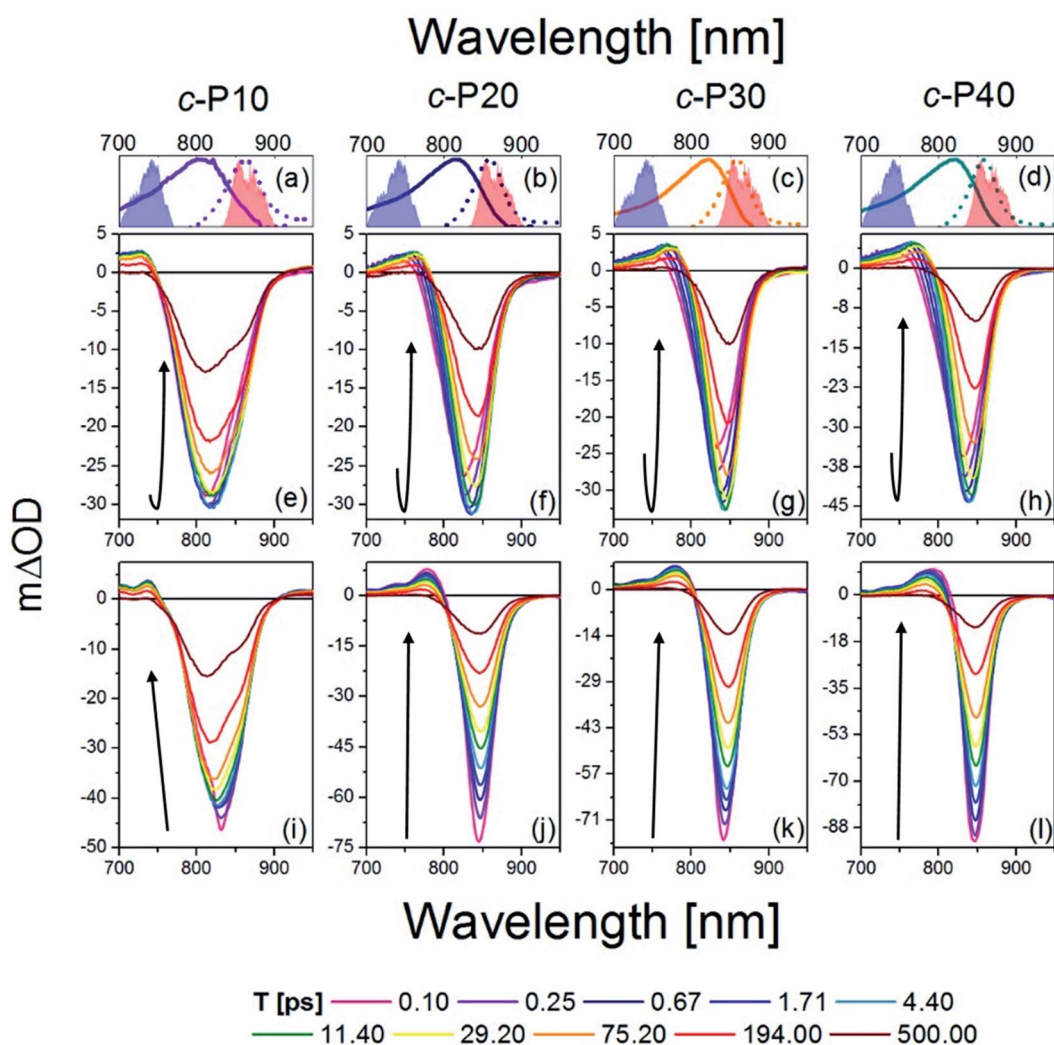 Wavelength [nm]
c-P10 c-P20 c-P30 c-P40
700 800 900 700 800 900 700 800 900 700 800 900
(a) (b) (c) (d)
5 5 5 5
0 0 0 0
-5 -5 -5 -8
-10 -10 -10 -15
-15 -15 -15 -23
-20 -20 -20 -30
-25 -25 -25 -38
-30 -30 -30 -45
(e) (f) (g) (h)
700 800 900 700 800 900 700 800 900 700 800 900
mΔOD
0 0 0 0
-10 -15 -14 -18
-20 -30 -29 -35
-30 -45 -43 -53
-40 -60 -57 -70
-50 -75 -71 -88
(i) (j) (k) (l)
700 800 900 700 800 900 700 800 900 700 800 900
Wavelength [nm]
T [ps] 0.10 0.25 0.67 1.71 4.40
11.40 29.20 75.20 194.00 500.00